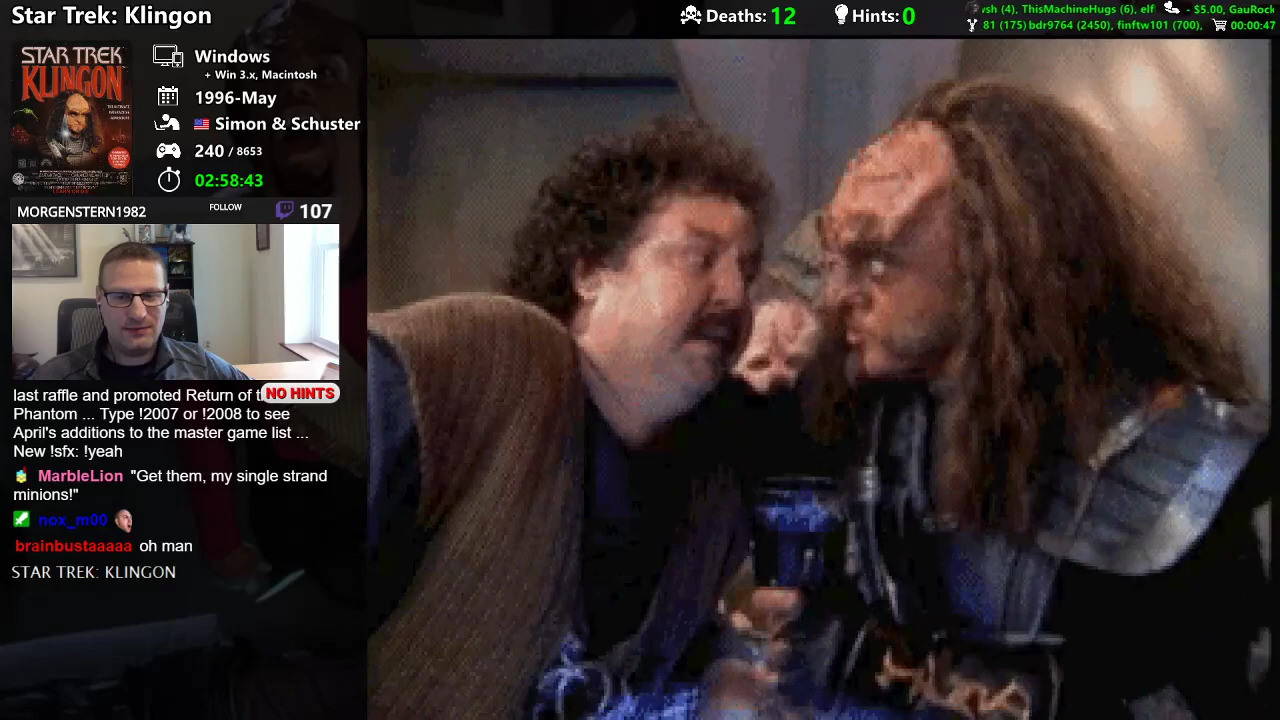 Star Trek: Klingon
Deaths: 12
Hints: 0
vsh (4), ThisMachineHugs (6), elf
- $5.00, GauRock
81 (175) bdr9764 (2450), finftw101 (700),
00:00:47
STAR TREK
KLINGON
Windows
+ Win 3.x, Macintosh
1996-May
Simon & Schuster
240 / 8653
02:58:43
MORGENSTERN1982
FOLLOW
107
last raffle and promoted Return of t
NO HINTS
Phantom ... Type !2007 or !2008 to see
April's additions to the master game list ...
New !sfx: !yeah
MarbleLion "Get them, my single strand
minions!"
nox_m00
brainbustaaaaa oh man
STAR TREK: KLINGON